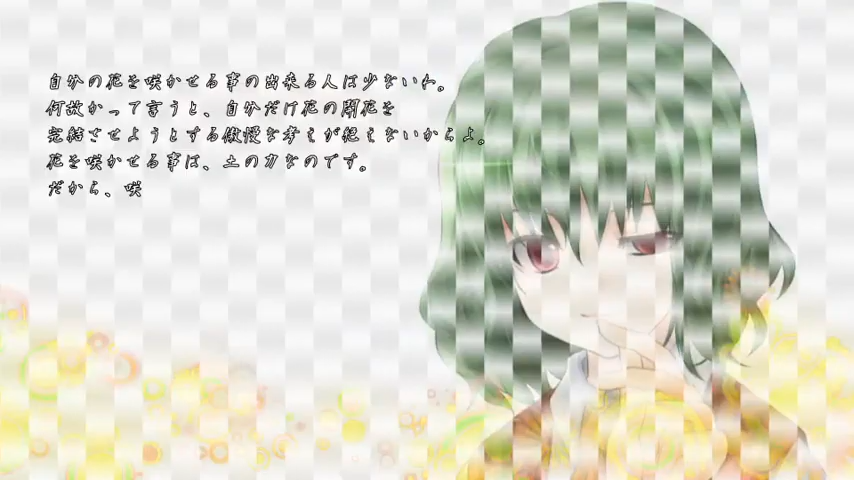 自分の花を咲かせる事の出来る人は少ないわ。
何故かって言うと、自分だけ花の開花を
完結させようとする傲慢な考えが絶えないからよ。
花を咲かせる事は、土の力なのです。
だから、咲